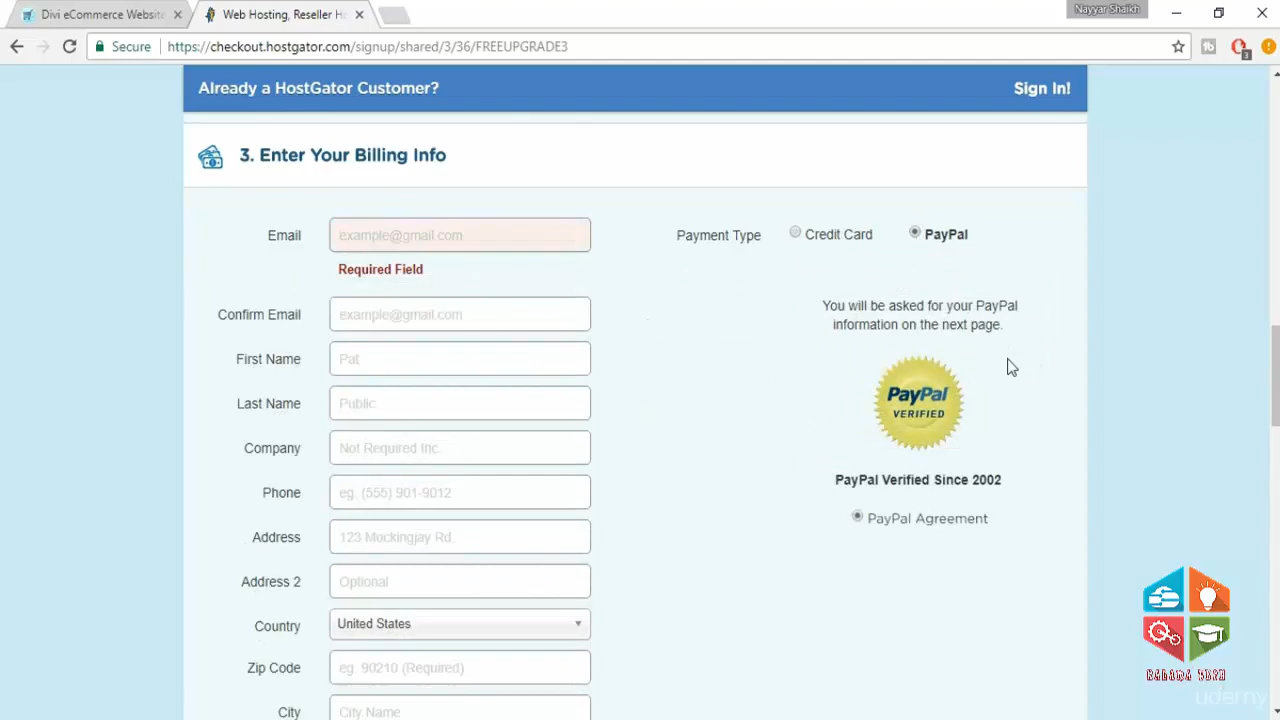 Divi eCommerce Website
Web Hosting, Reseller Ho
Nayyar Shaikh
Secure
https://checkout.hostgator.com/signup/shared/3/36/FREEUPGRADE3
3
Already a HostGator Customer?
Sign In!
3. Enter Your Billing Info
Email
example@gmail.com
Payment Type
Credit Card
PayPal
Required Field
Confirm Email
example@gmail.com
You will be asked for your PayPal
information on the next page.
First Name
Pat
Last Name
Public
PayPal
VERIFIED
Company
Not Required Inc.
PayPal Verified Since 2002
Phone
eg. (555) 901-9012
PayPal Agreement
Address
123 Mockingjay Rd
Address 2
Optional
Country
United States
Zip Code
eg. 90210 (Required)
City
City Name
udemy